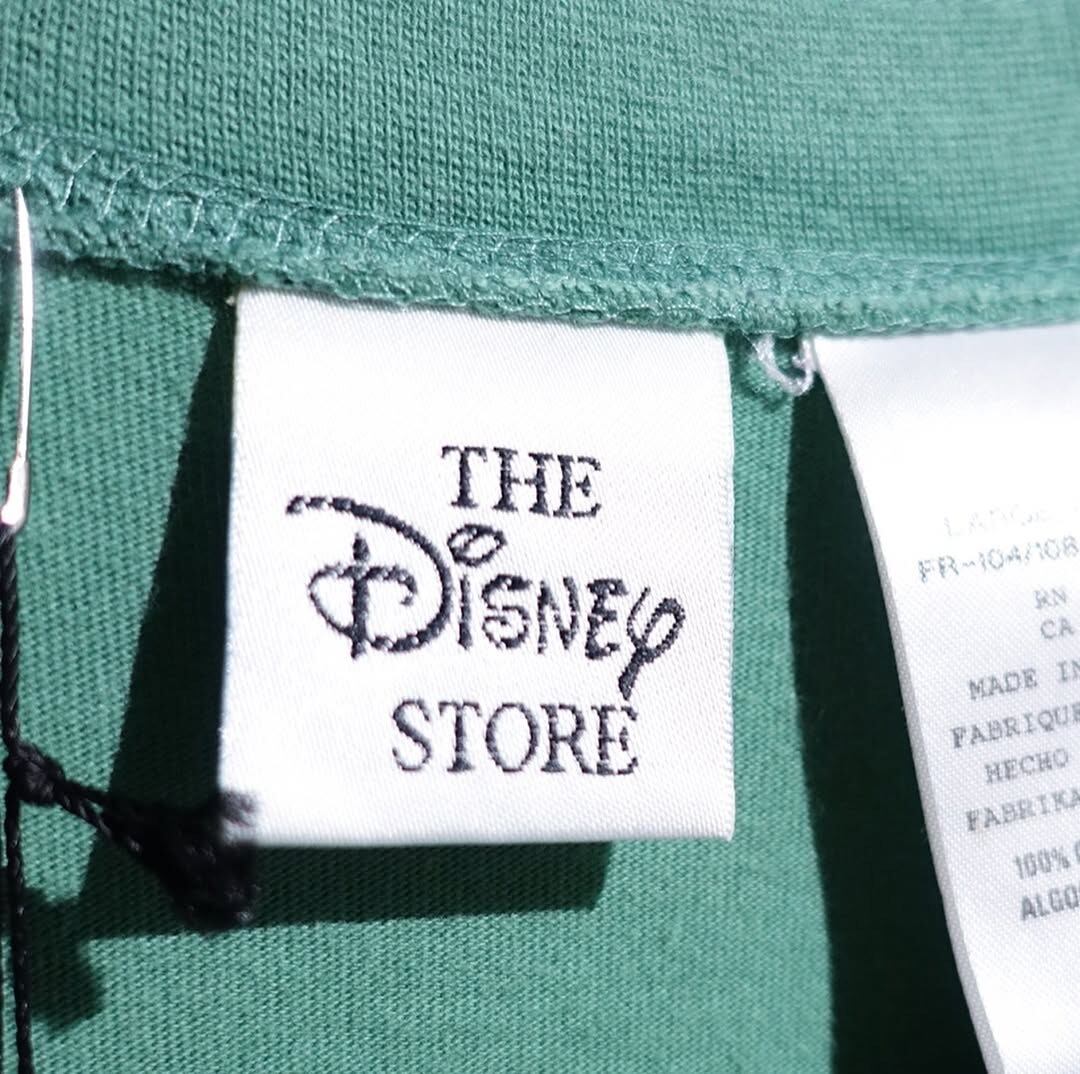 THE
Disney
STORE
FR-104/108
RN
CA
MADE IN
FABRIQUE
HECHO
FABRIKA
100%
ALGO